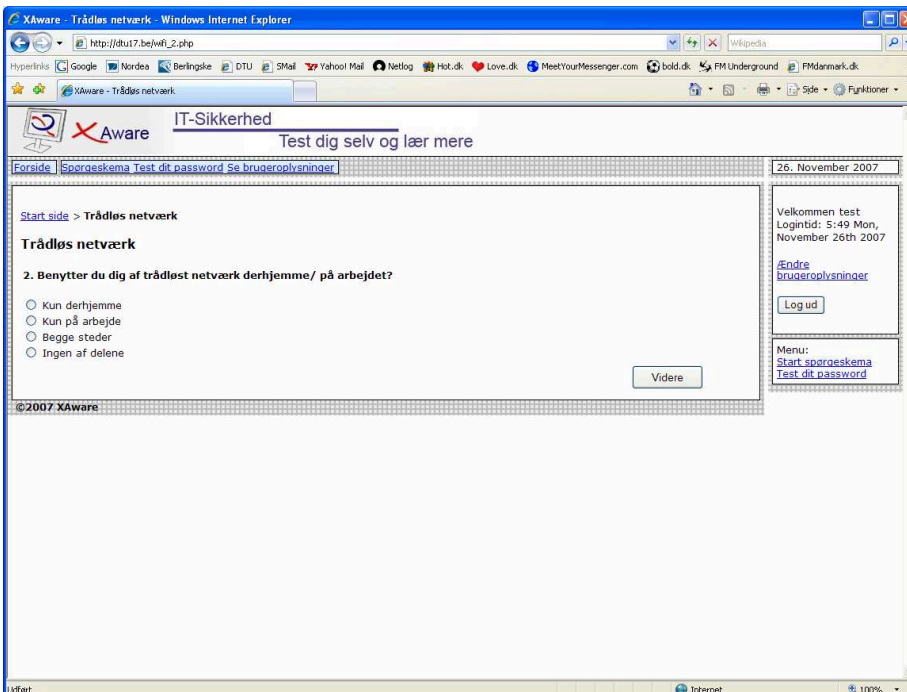 XAware - Trådløs netværk - Windows Internet Explorer
http://dtu17.be/wifi_2.php
Wikipedia
Hyperlinks Google Nordea Berlingske DTU SMail Yahoo! Mail Netlog Hot.dk Love.dk MeetYourMessenger.com bold.dk FM Underground FMdanmark.dk
XAware - Trådløs netværk
Side Funktioner
XAware
IT-Sikkerhed
Test dig selv og lær mere
Forside Spørgeskema Test dit password Se brugeroplysninger
26. November 2007
Start side > Trådløs netværk
Trådløs netværk
2. Benytter du dig af trådløst netværk derhjemme/ på arbejdet?
Kun derhjemme
Kun på arbejde
Begge steder
Ingen af delene
Videre
©2007 XAware
Velkommen test
Logintid: 5:49 Mon,
November 26th 2007
Ændre
brugeroplysninger
Log ud
Menu:
Start spørgeskema
Test dit password
Udført
Internet
100%